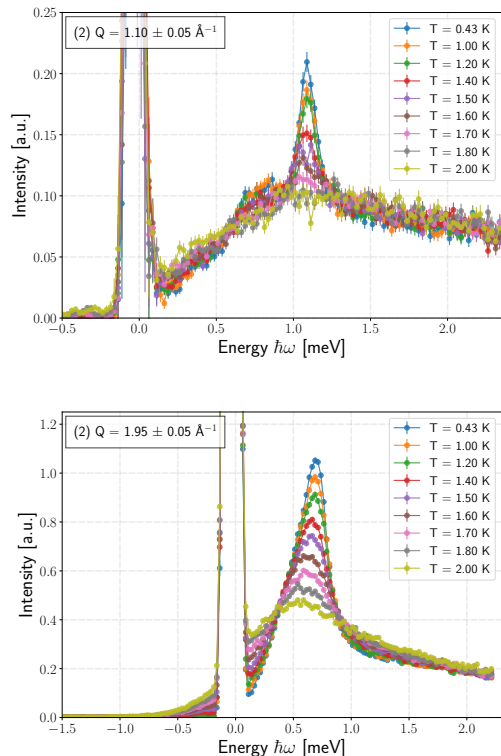 (2) Q = 1.10 ± 0.05 Å⁻¹
T = 0.43 K
T = 1.00 K
T = 1.20 K
T = 1.40 K
T = 1.50 K
T = 1.60 K
T = 1.70 K
T = 1.80 K
T = 2.00 K
Intensity [a.u.]
0.25
0.20
0.15
0.10
0.05
0.00
−0.5 0.0 0.5 1.0 1.5 2.0
Energy ℏω [meV]
(2) Q = 1.95 ± 0.05 Å⁻¹
T = 0.43 K
T = 1.00 K
T = 1.20 K
T = 1.40 K
T = 1.50 K
T = 1.60 K
T = 1.70 K
T = 1.80 K
T = 2.00 K
Intensity [a.u.]
1.2
1.0
0.8
0.6
0.4
0.2
0.0
−1.5 −1.0 −0.5 0.0 0.5 1.0 1.5 2.0
Energy ℏω [meV]